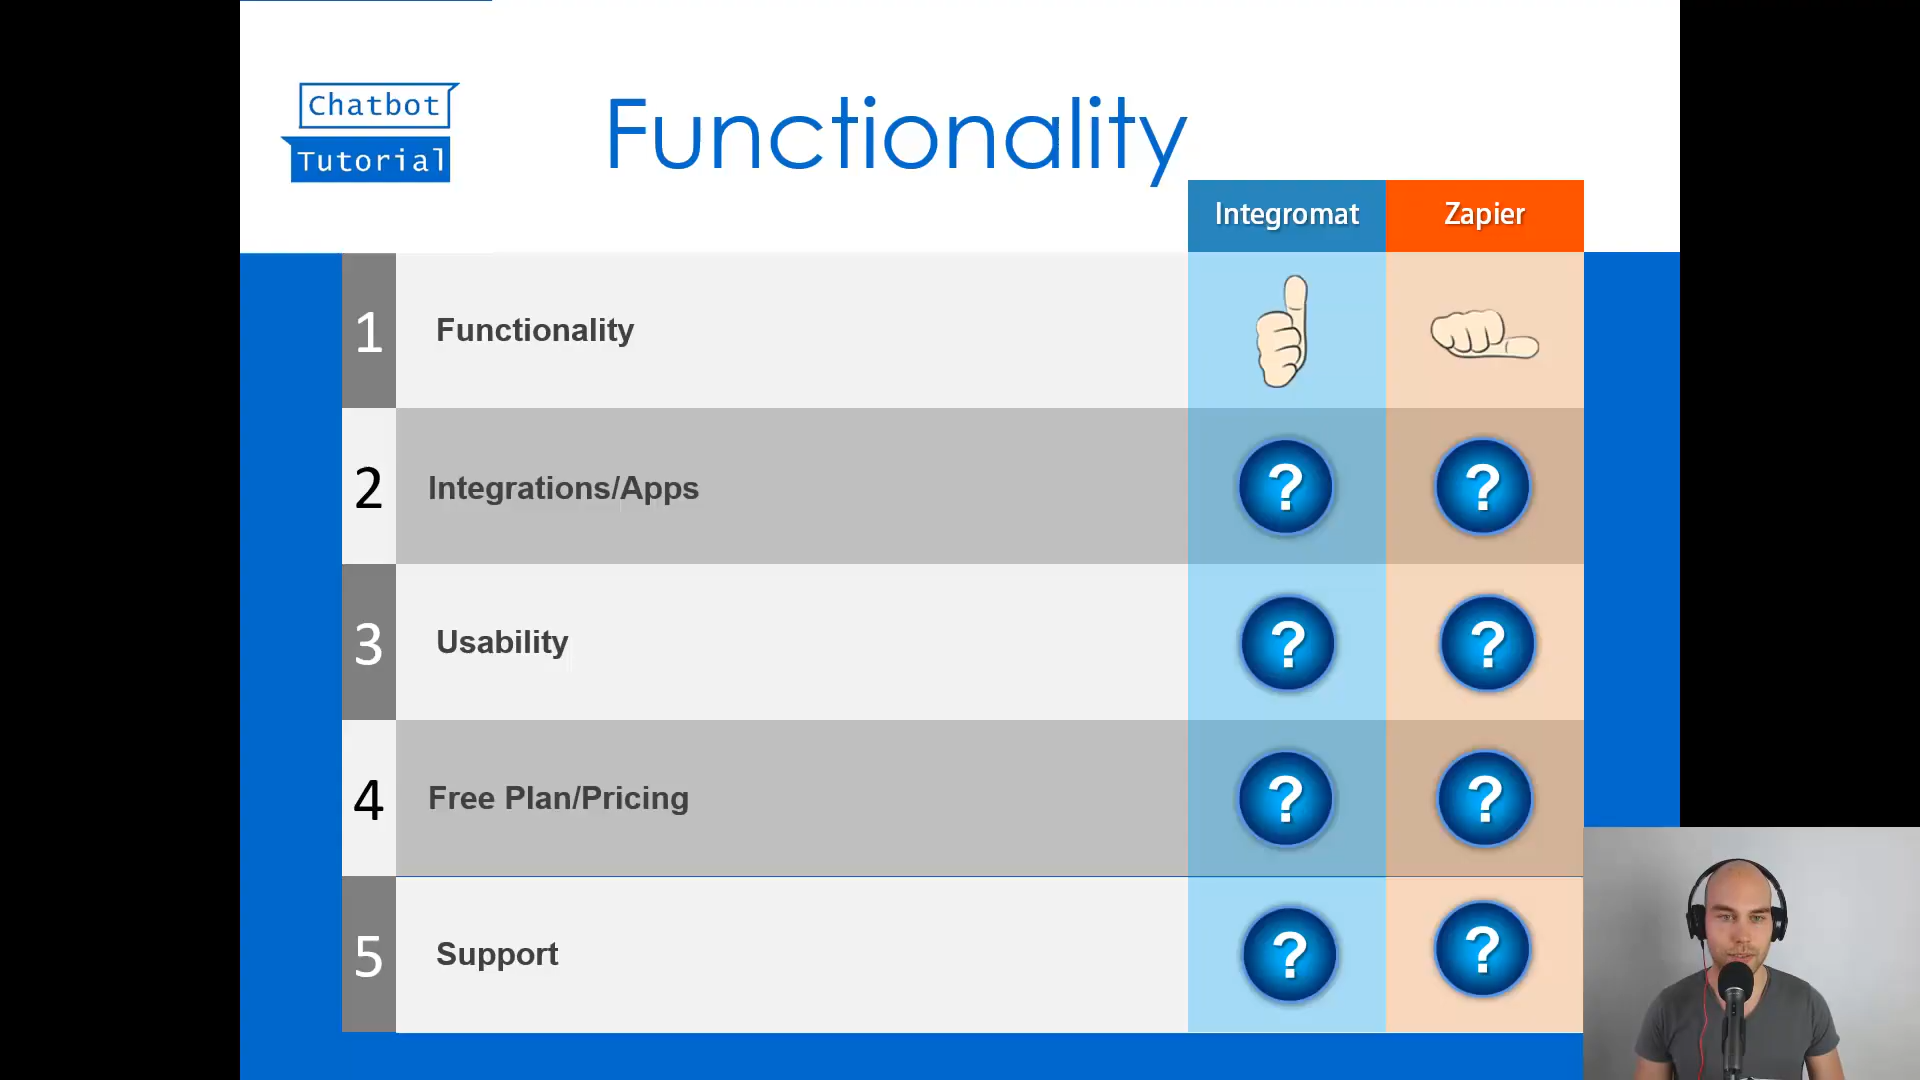 Chatbot
Tutorial
Functionality
Integromat Zapier
1 Functionality
2 Integrations/Apps ? ?
3 Usability ? ?
4 Free Plan/Pricing ? ?
5 Support ? ?